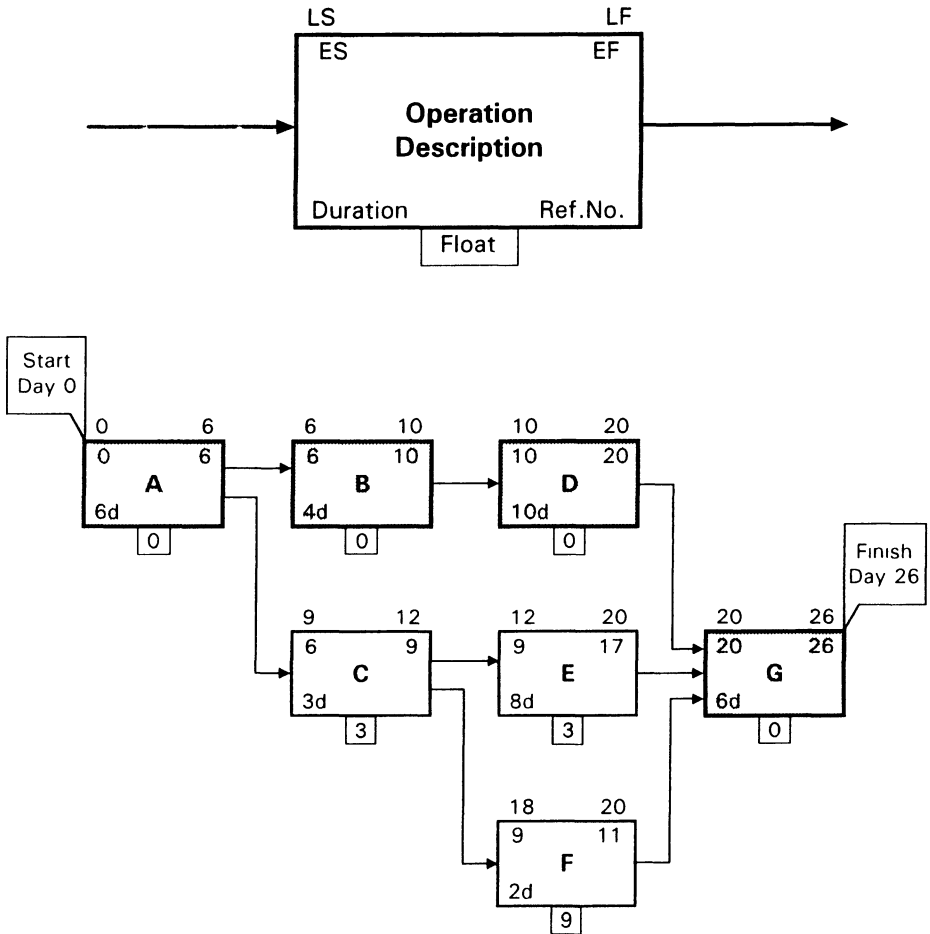 LS LF
ES EF
Operation
Description
Duration Ref.No.
Float
Start
Day 0
0 6 6 10 10 20
0 6 6 10 10 20
A B D
6d 4d 10d
0 0 0
Finish
Day 26
9 12 12 20 20 26
6 9 9 17 20 26
C E G
3d 8d 6d
3 3 0
18 20
9 11
F
2d
9